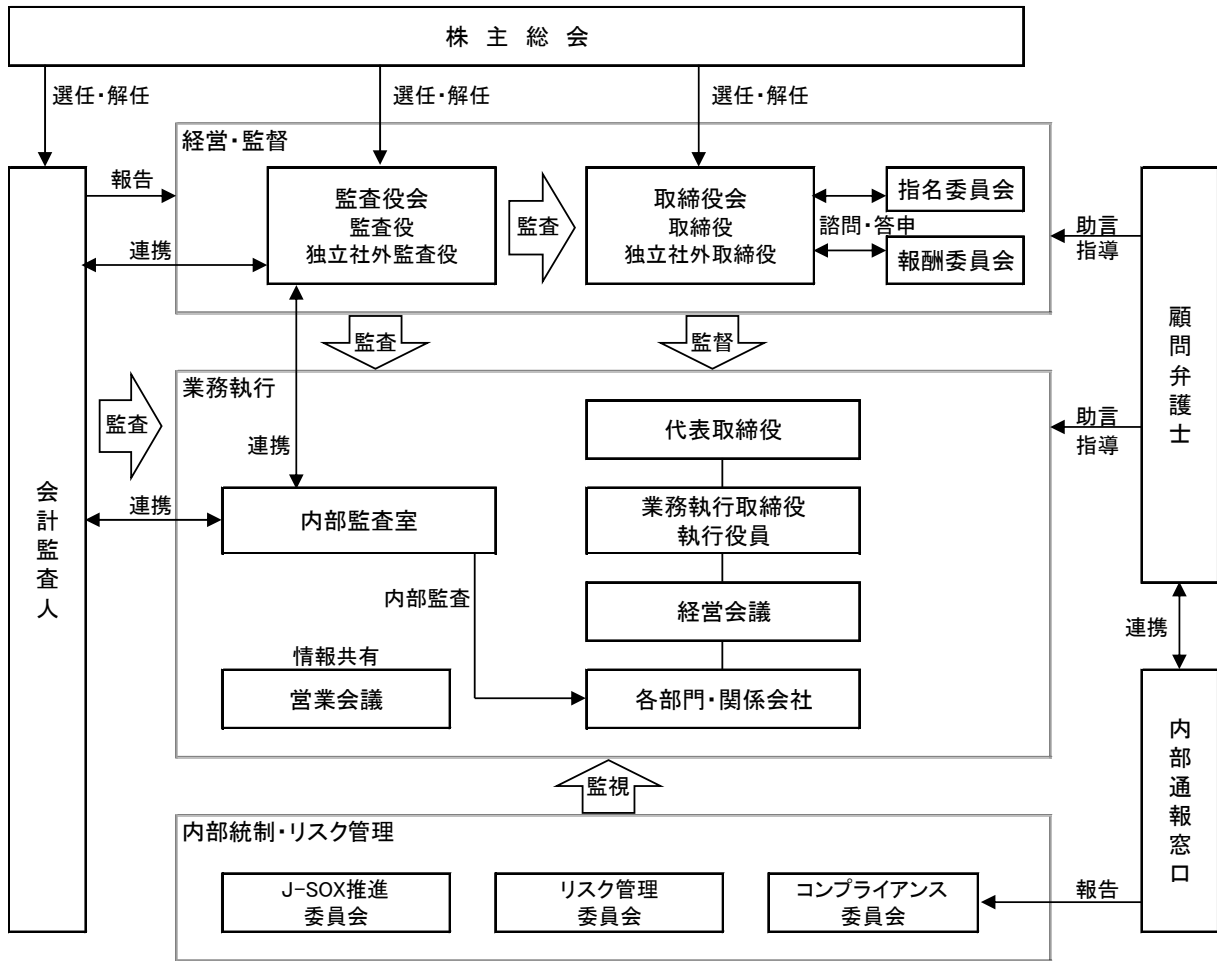 株主総会
選任・解任
選任・解任
選任・解任
経営・監督
報告
監査役会
監査役
独立社外監査役
監査
取締役会
取締役
独立社外取締役
指名委員会
諮問・答申
報酬委員会
助言
指導
連携
監査
監督
顧問弁護士
業務執行
監査
代表取締役
助言
指導
連携
会計監査人
連携
内部監査室
業務執行取締役
執行役員
内部監査
経営会議
連携
情報共有
営業会議
各部門・関係会社
内部通報窓口
監視
内部統制・リスク管理
J-SOX推進
委員会
リスク管理
委員会
コンプライアンス
委員会
報告